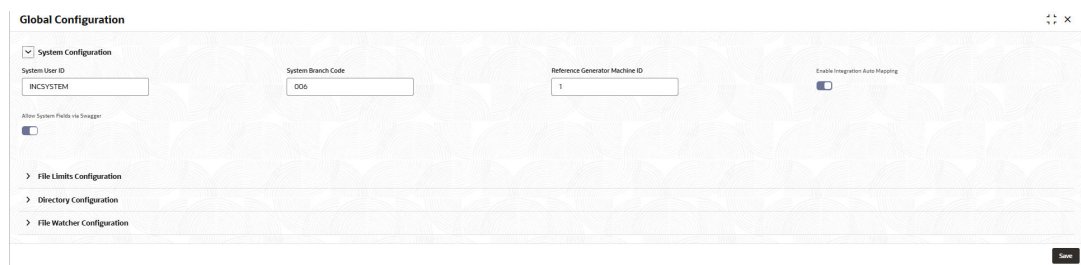 Global Configuration
System Configuration
System User ID
System Branch Code
Reference Generator Machine ID
Enable Integration Auto Mapping
INCSYSTEM
006
1
Allow System Fields via Swagger
File Limits Configuration
Directory Configuration
File Watcher Configuration
Save